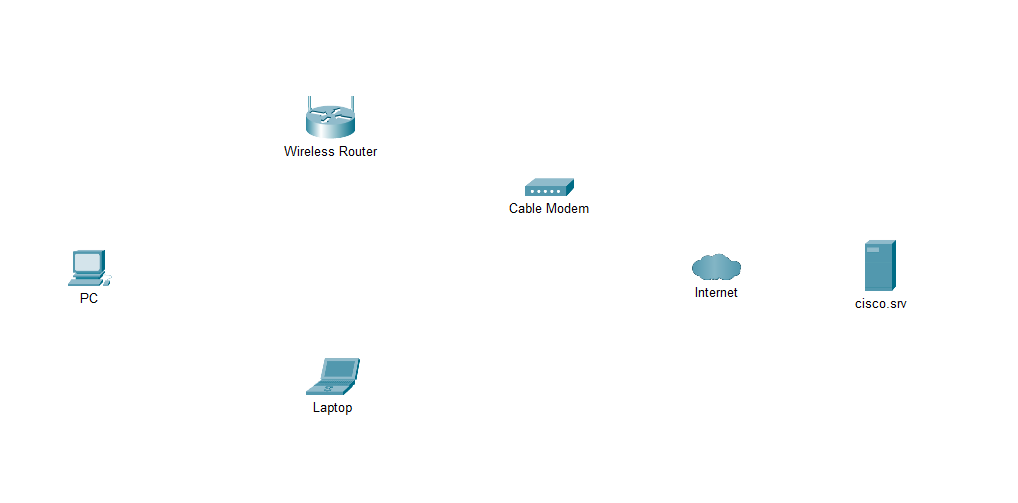 Wireless Router
Cable Modem
PC
Internet
cisco.srv
Laptop